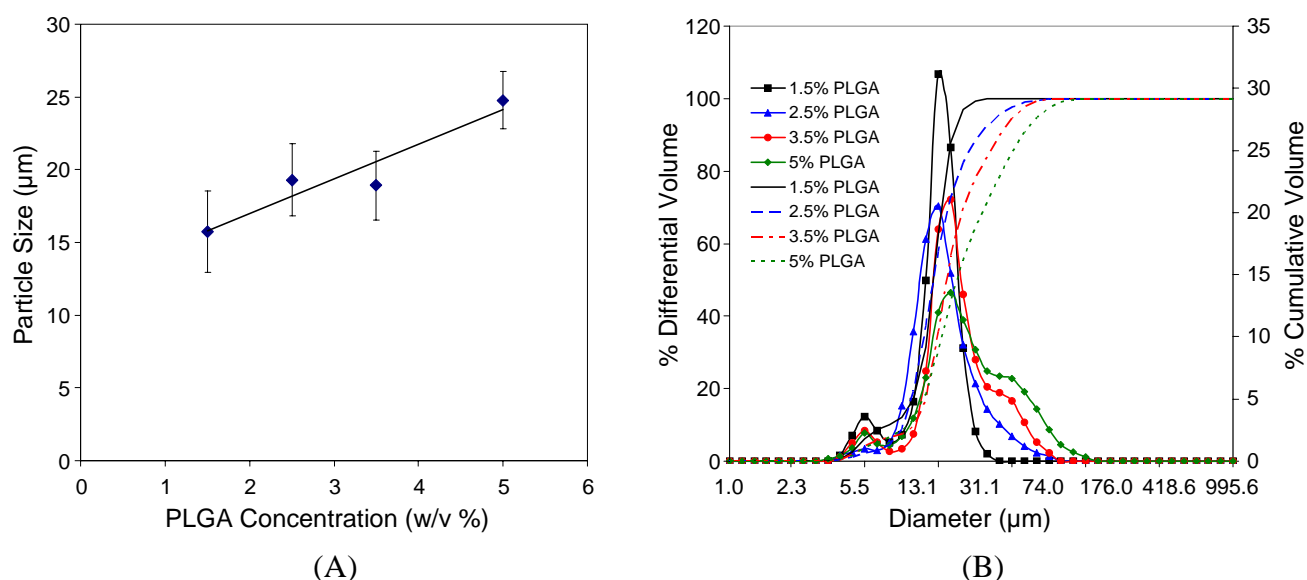 30
25
20
15
10
5
0
0 1 2 3 4 5 6
Particle Size (µm)
PLGA Concentration (w/v %)
(A)
120
100
80
60
40
20
0
% Differential Volume
1.5% PLGA
2.5% PLGA
3.5% PLGA
5% PLGA
1.5% PLGA
2.5% PLGA
3.5% PLGA
5% PLGA
35
30
25
20
15
10
5
0
% Cumulative Volume
1.0 2.3 5.5 13.1 31.1 74.0 176.0 418.6 995.6
Diameter (µm)
(B)